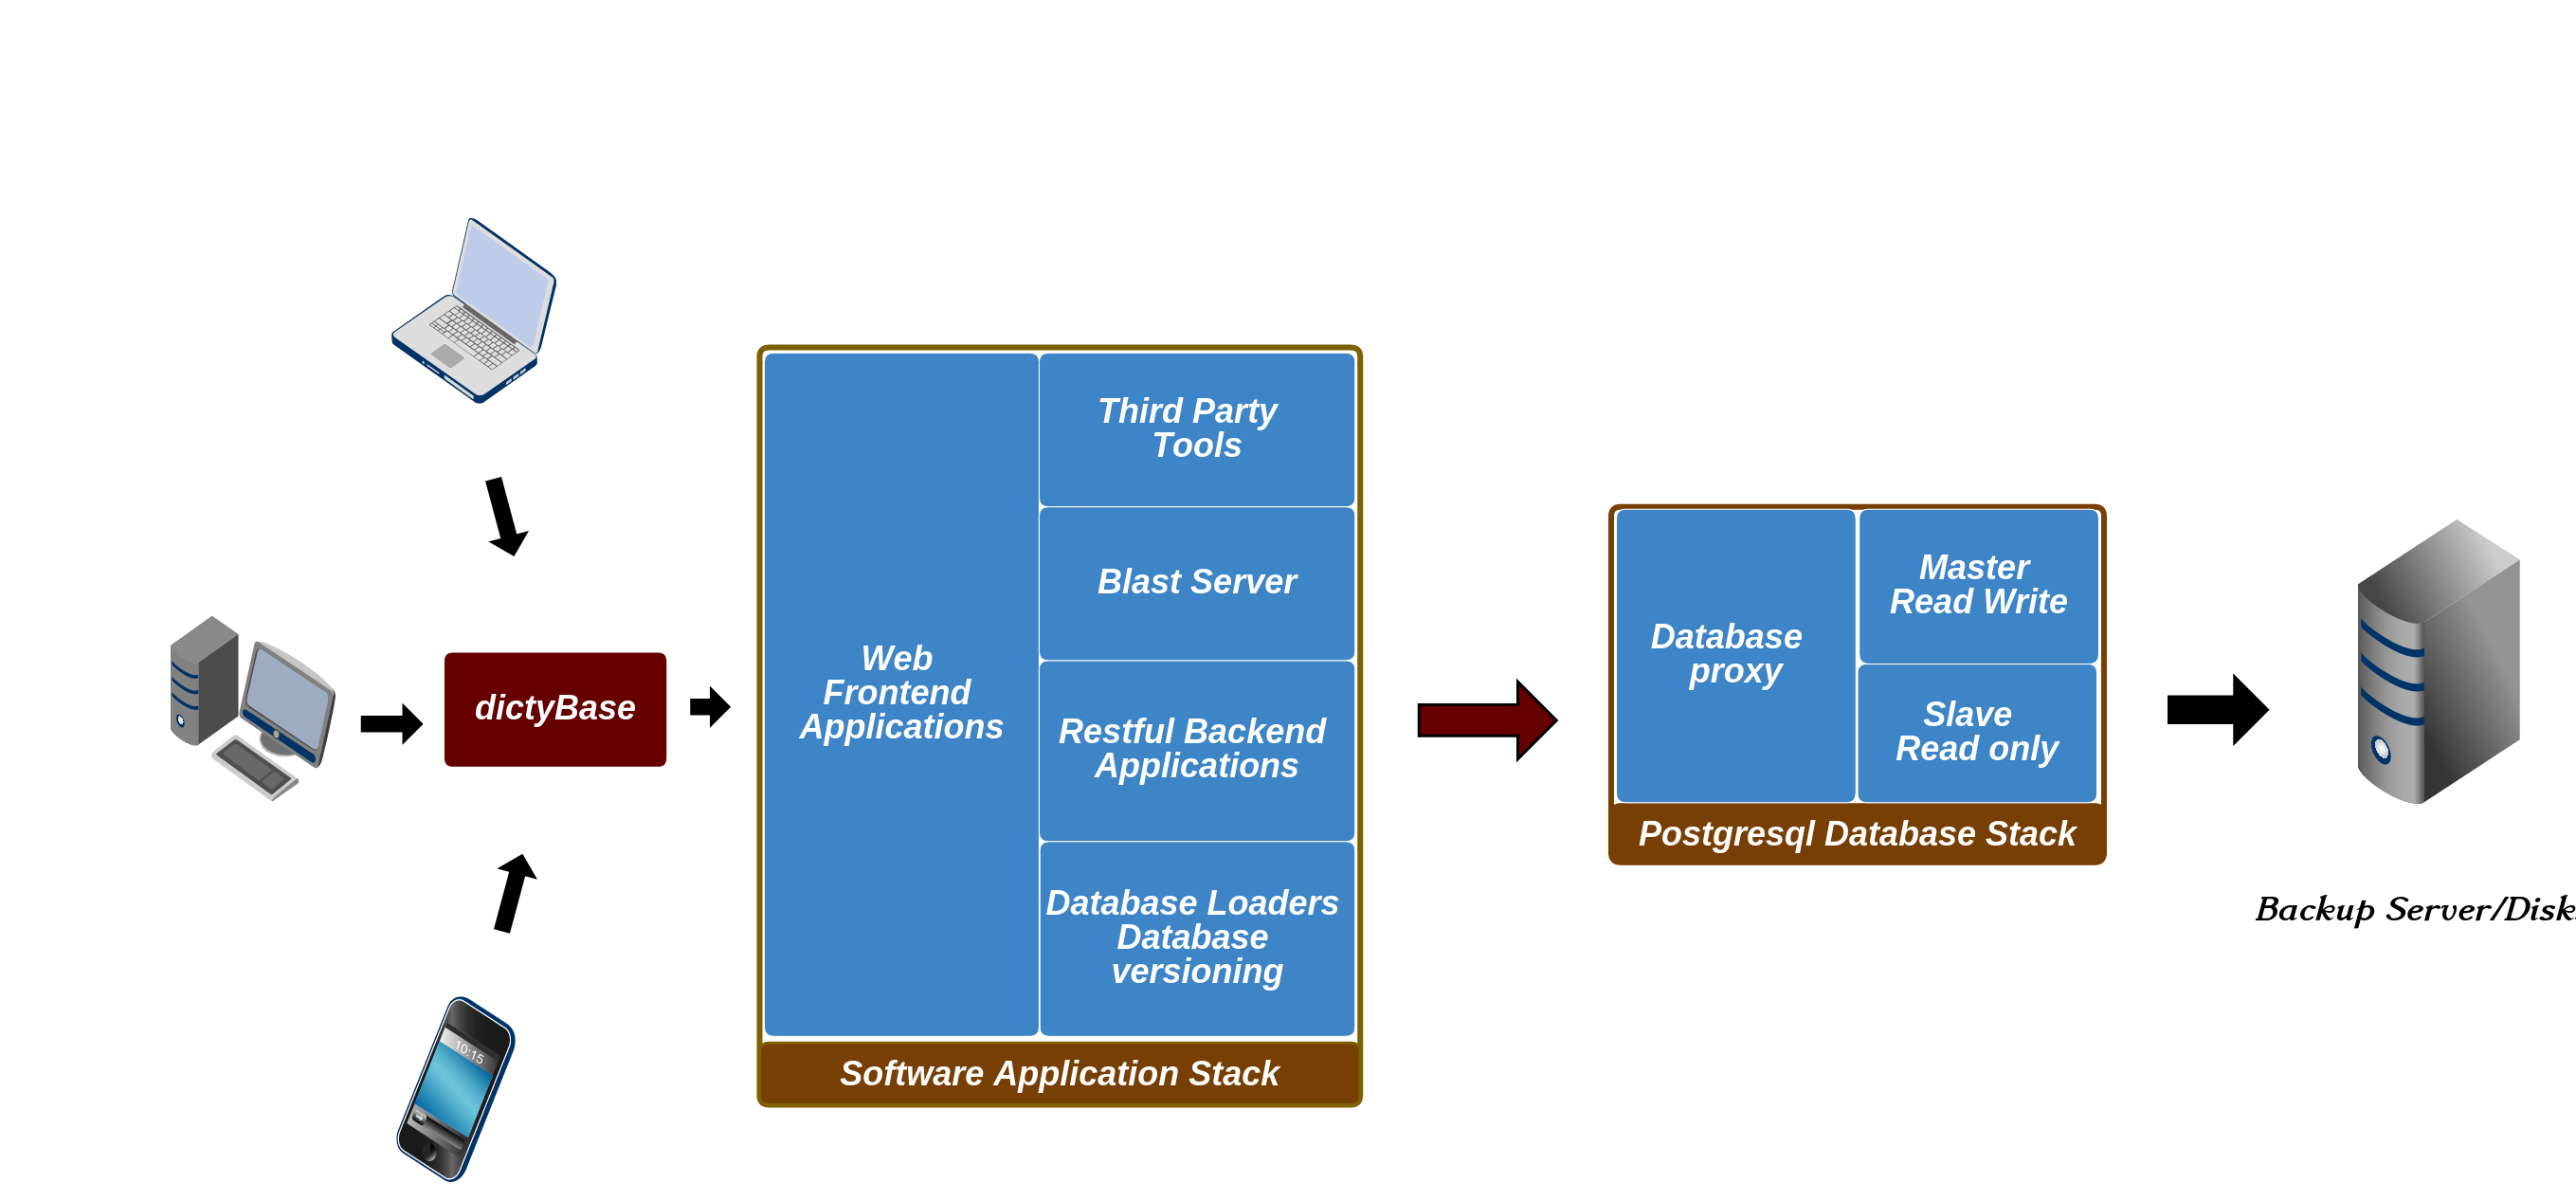 dictyBase
Web
Frontend
Applications
Third Party
Tools
Blast Server
Restful Backend
Applications
Database Loaders
Database
versioning
Software Application Stack
Database
proxy
Master
Read Write
Slave
Read only
Postgresql Database Stack
Backup Server/Disk
10:15